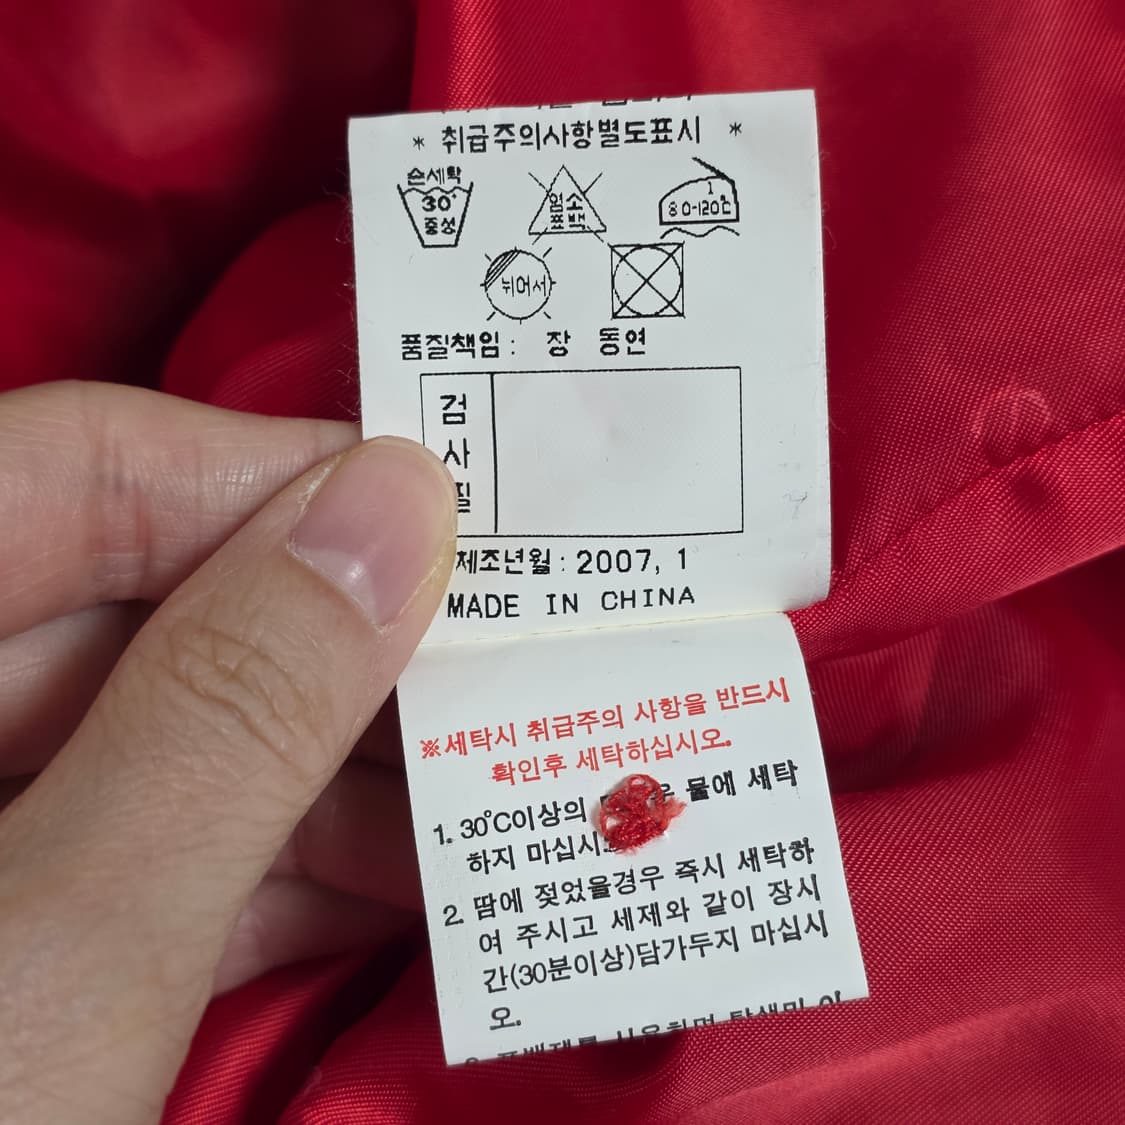 * 취급주의사항별도표시 *
손세탁
30°
중성
염소
표백
1
80-120℃
뉘어서
품질책임 : 장 동연
검
사
필
제조년월 : 2007, 1
MADE IN CHINA
※세탁시 취급주의 사항을 반드시
확인후 세탁하십시오.
1. 30℃이상의 물에 세탁
하지 마십시오
2. 땀에 젖었을경우 즉시 세탁하
여 주시고 세제와 같이 장시
간(30분이상)담가두지 마십시
오.